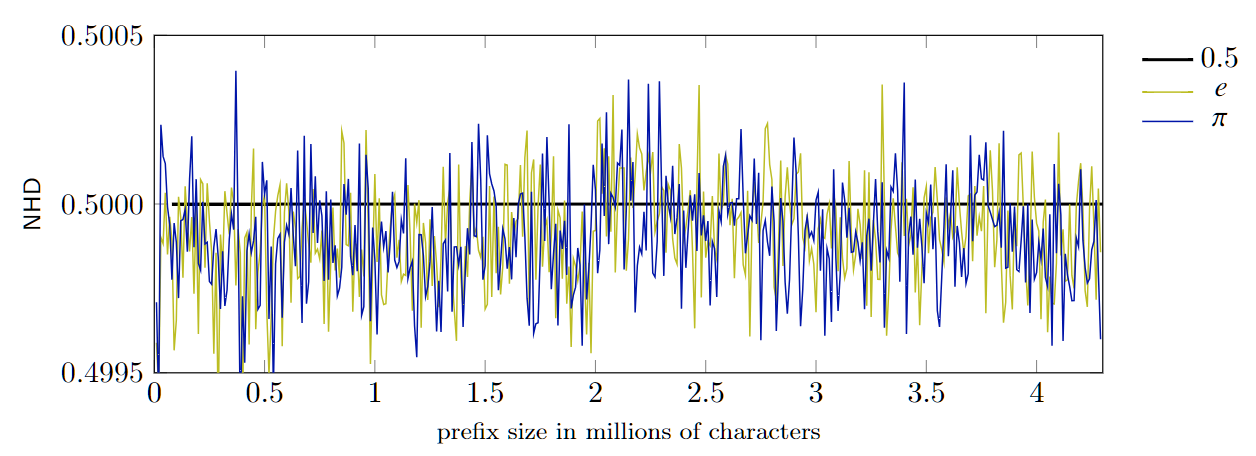 0.5005
0.5000
0.4995
NHD
0 0.5 1 1.5 2 2.5 3 3.5 4
prefix size in millions of characters
0.5
e
π